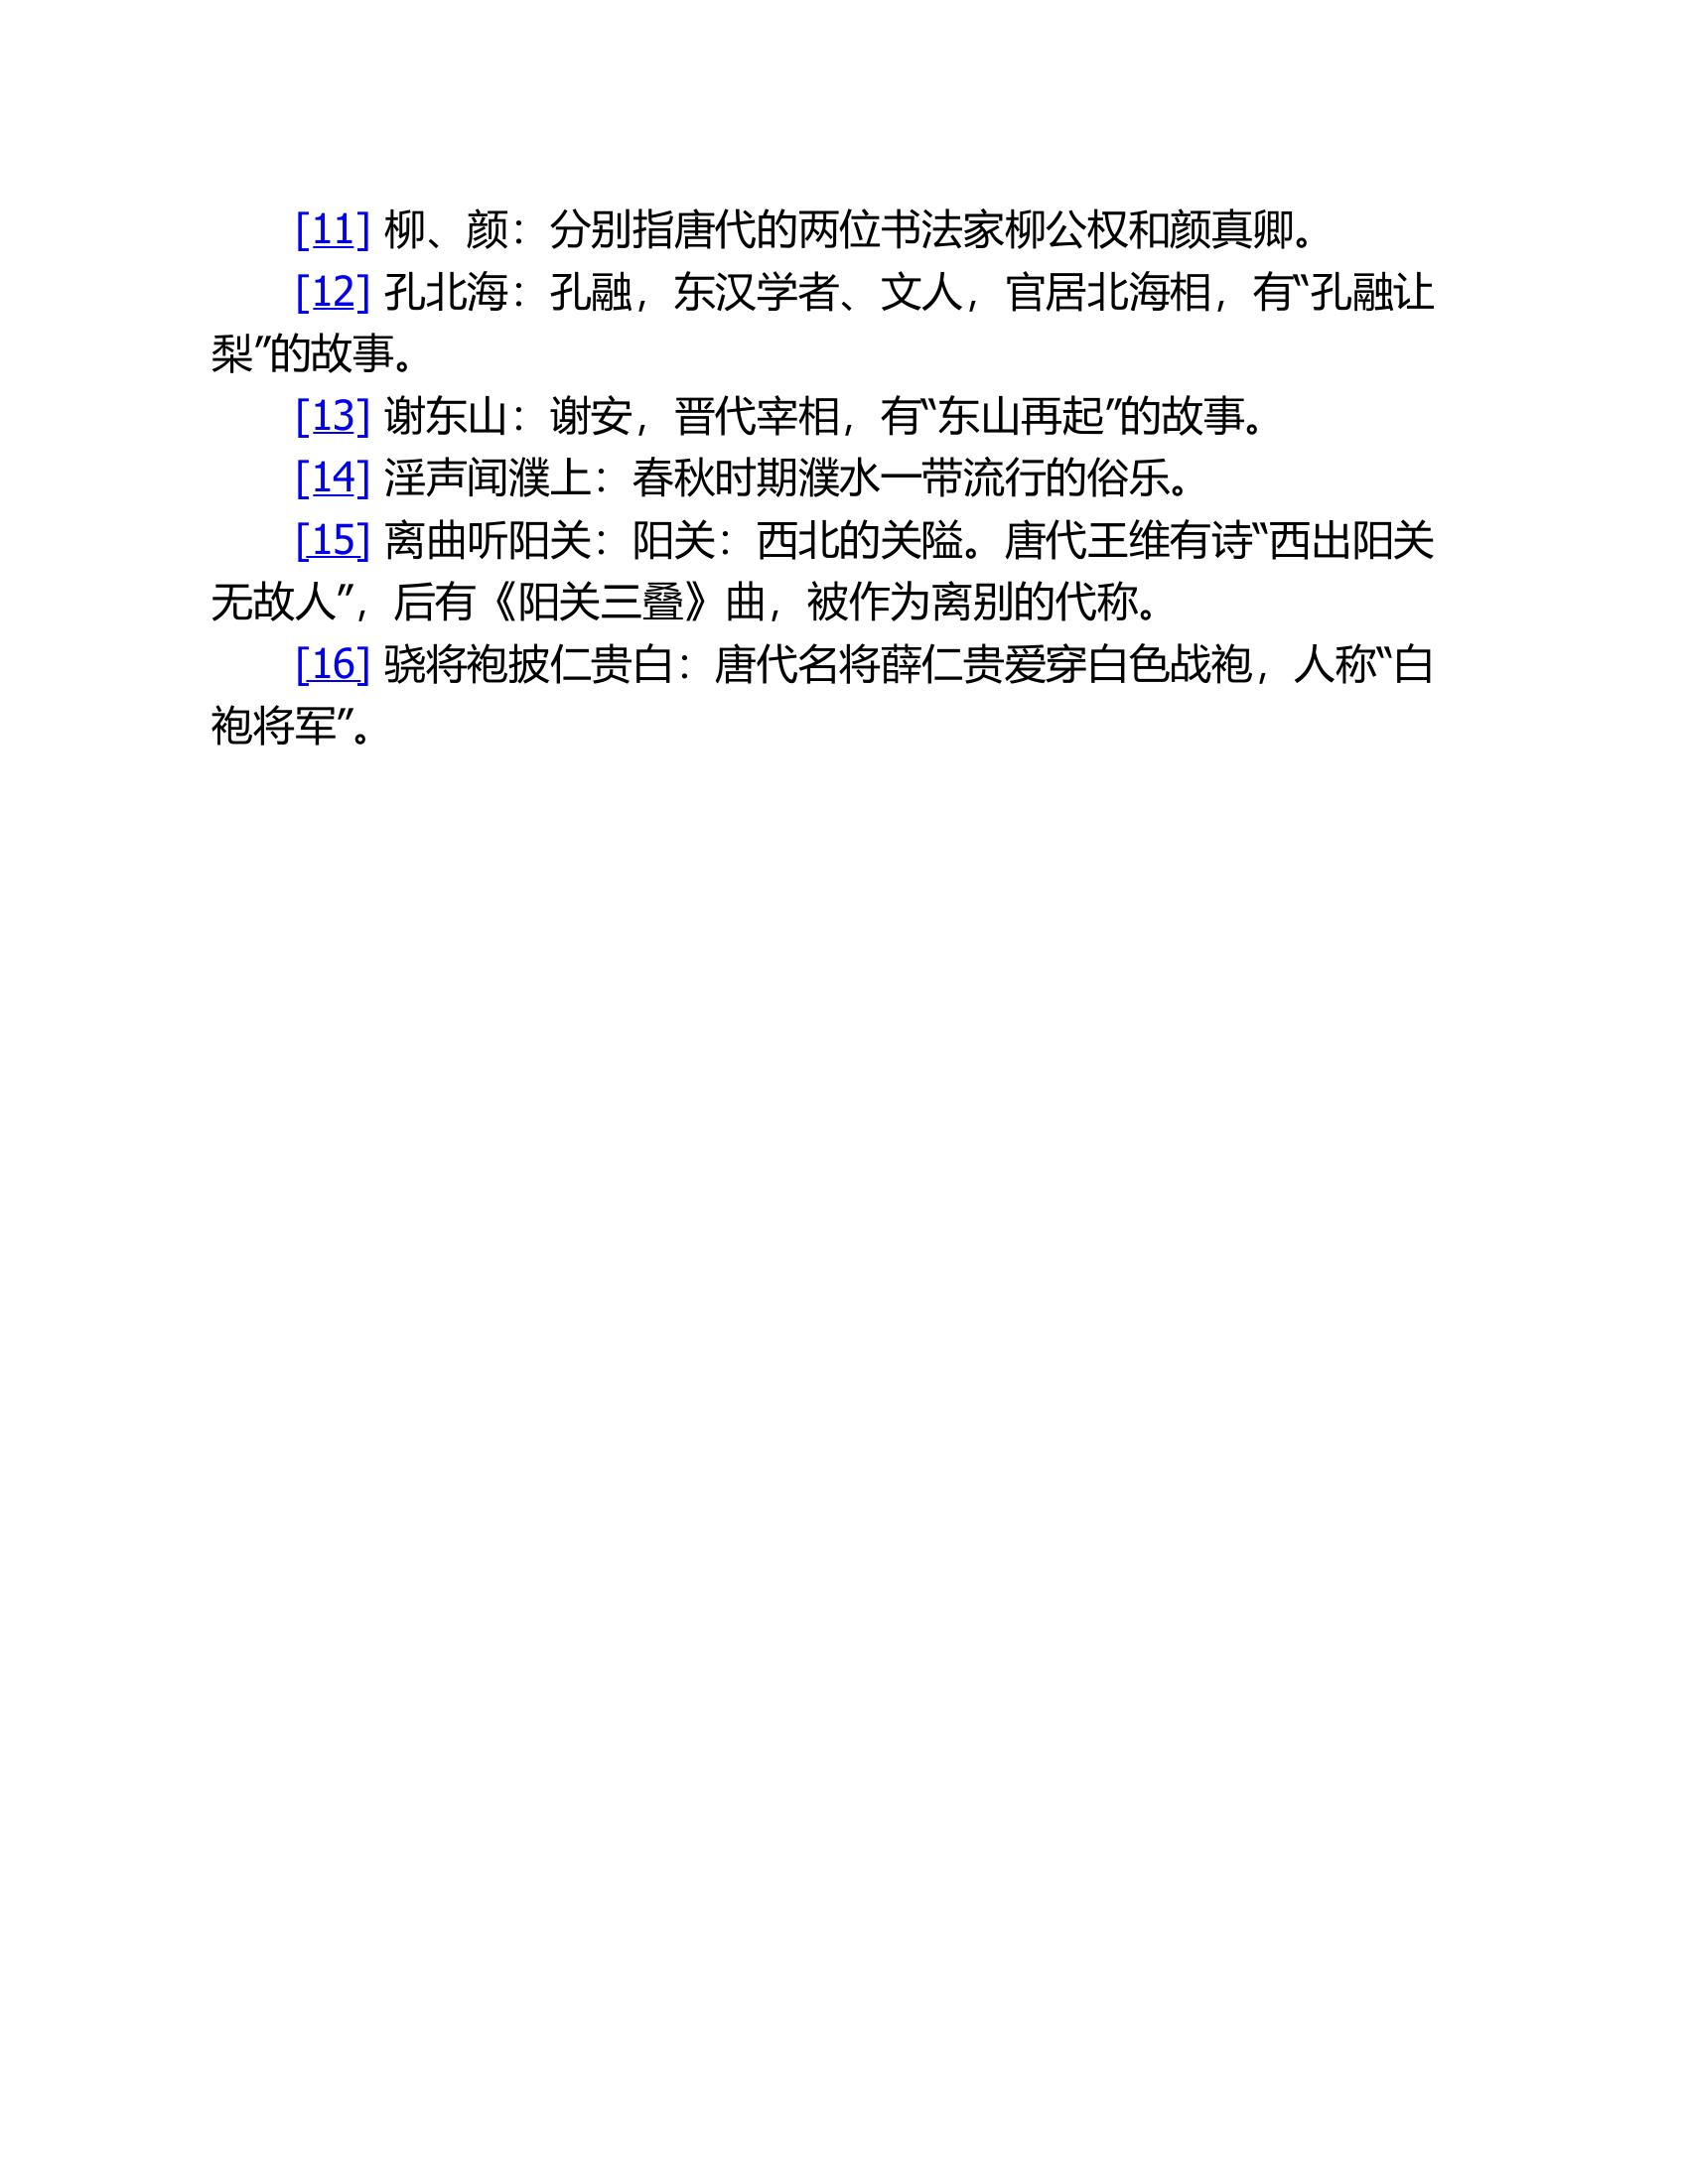 [11] 柳、颜：分别指唐代的两位书法家柳公权和颜真卿。
[12] 孔北海：孔融，东汉学者、文人，官居北海相，有“孔融让
梨”的故事。
[13] 谢东山：谢安，晋代宰相，有“东山再起”的故事。
[14] 淫声闻濮上：春秋时期濮水一带流行的俗乐。
[15] 离曲听阳关：阳关：西北的关隘。唐代王维有诗“西出阳关
无故人”，后有《阳关三叠》曲，被作为离别的代称。
[16] 骁将袍披仁贵白：唐代名将薛仁贵爱穿白色战袍，人称“白
袍将军”。